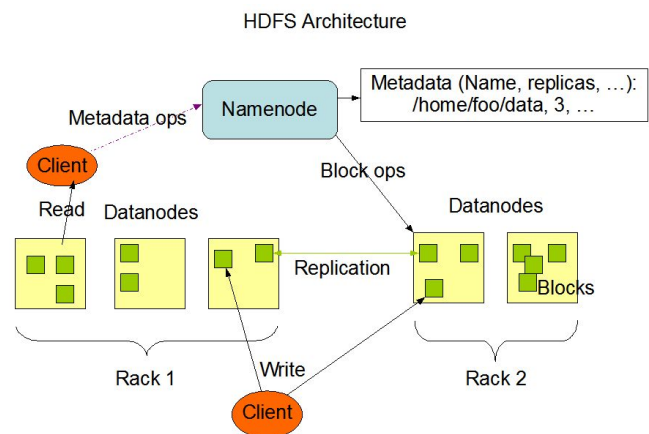 HDFS Architecture
Metadata (Name, replicas, …):
/home/foo/data, 3, …
Namenode
Metadata ops
Client
Block ops
Read
Datanodes
Datanodes
Replication
Blocks
Rack 1
Write
Rack 2
Client